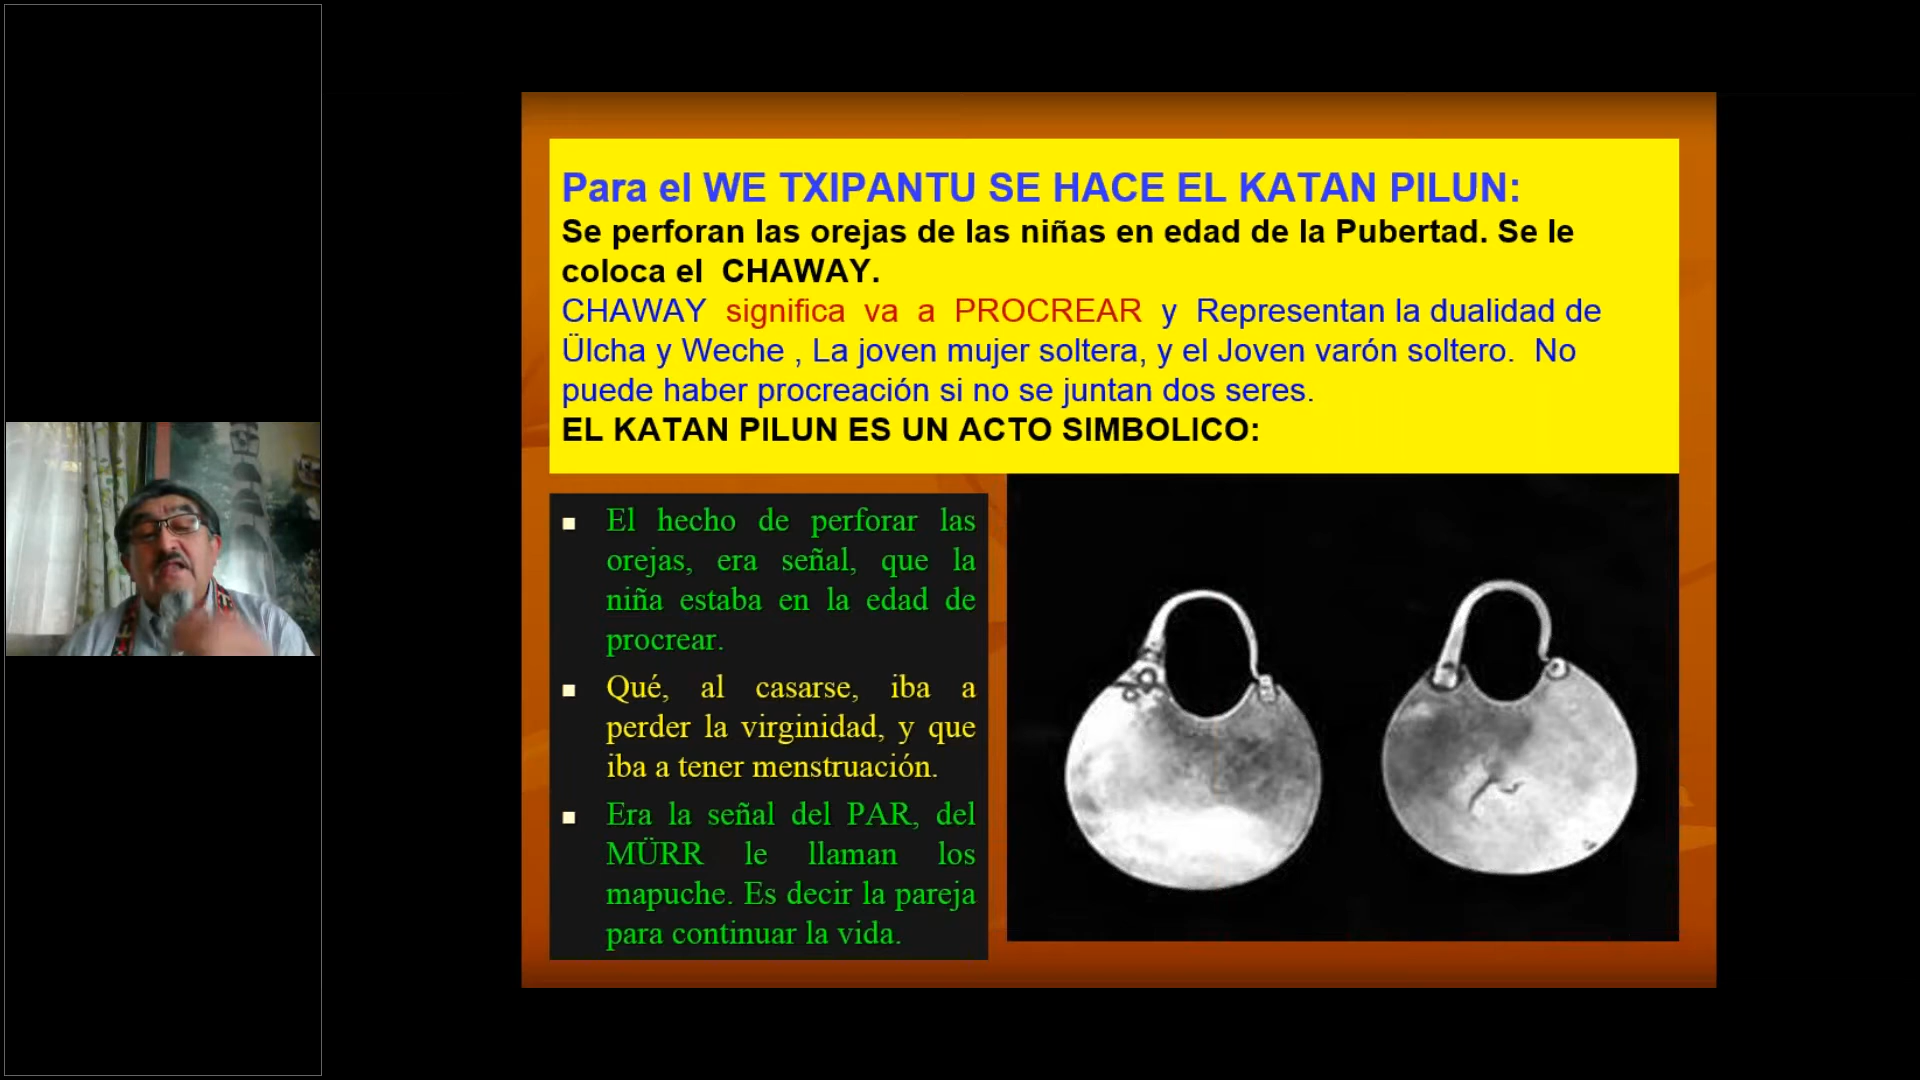 Para el WE TXIPANTU SE HACE EL KATAN PILUN:
Se perforan las orejas de las niñas en edad de la Pubertad. Se le
coloca el CHAWAY.
CHAWAY significa va a PROCREAR y Representan la dualidad de
Ülcha y Weche , La joven mujer soltera, y el Joven varón soltero. No
puede haber procreación si no se juntan dos seres.
EL KATAN PILUN ES UN ACTO SIMBOLICO:
El hecho de perforar las
orejas, era señal, que la
niña estaba en la edad de
procrear.
Qué, al casarse, iba a
perder la virginidad, y que
iba a tener menstruación.
Era la señal del PAR, del
MÜRR le llaman los
mapuche. Es decir la pareja
para continuar la vida.